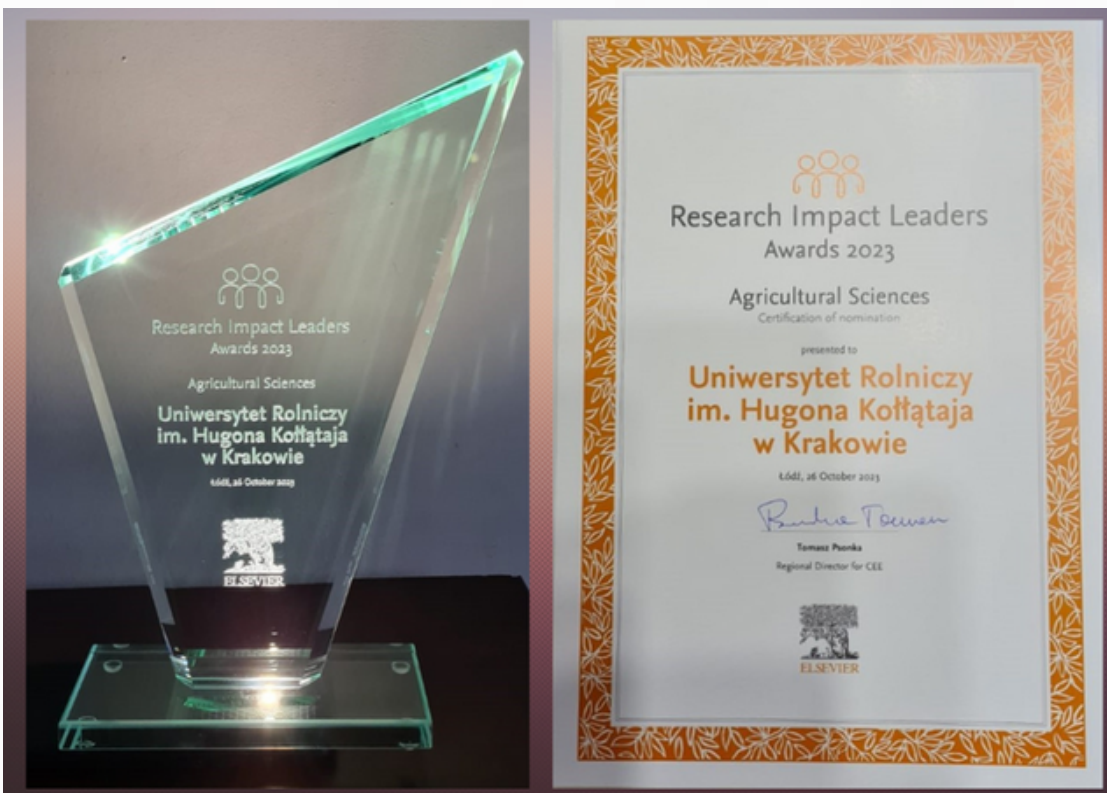 Research Impact Leaders
Awards 2023
Agricultural Sciences
Uniwersytet Rolniczy
im. Hugona Kołłątaja
w Krakowie
Łódź, 26 October 2023
ELSEVIER
Research Impact Leaders
Awards 2023
Agricultural Sciences
Certification of nomination
presented to
Uniwersytet Rolniczy
im. Hugona Kołłątaja
w Krakowie
Łódź, 26 October 2023
Tomasz Psonka
Regional Director for CEE
ELSEVIER